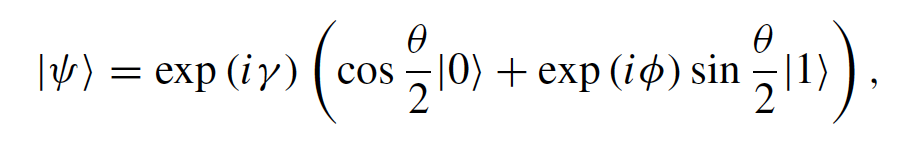 |ψ⟩ = exp (iγ) ( cos θ/2 |0⟩ + exp (iϕ) sin θ/2 |1⟩ ) ,